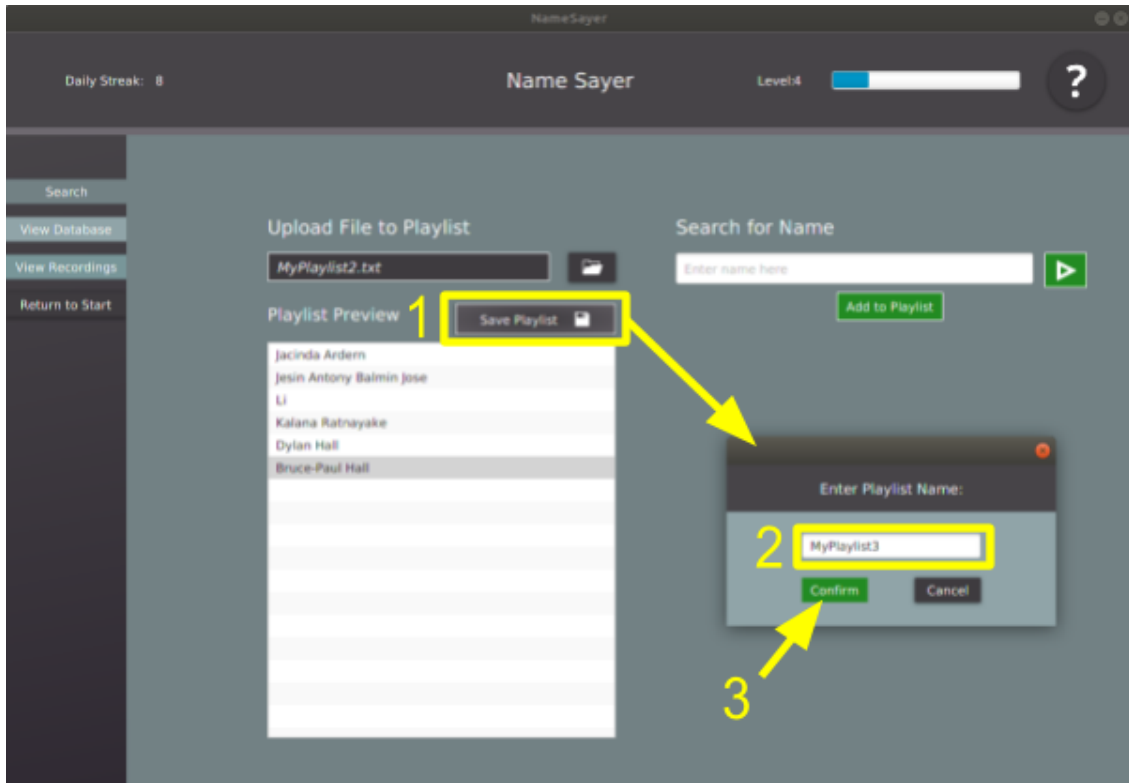 NameSayer
Daily Streak: 8
Name Sayer
Level:4
?
Search
View Database
View Recordings
Return to Start
Upload File to Playlist
MyPlaylist2.txt
Playlist Preview
1
Save Playlist
Jacinda Ardern
Jesin Antony Balmin Jose
Li
Kalana Ratnayake
Dylan Hall
Bruce-Paul Hall
Search for Name
Enter name here
Add to Playlist
Enter Playlist Name:
2
MyPlaylist3
Confirm
Cancel
3